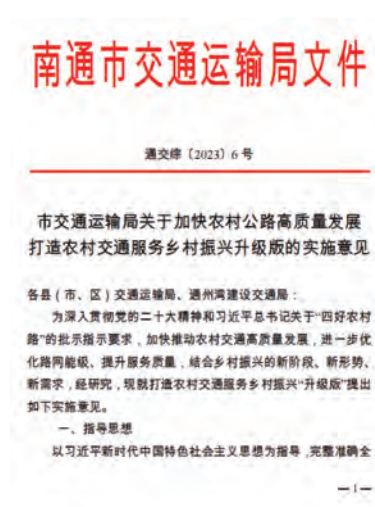 南通市交通运输局文件
通交综〔2023〕6号
市交通运输局关于加快农村公路高质量发展
打造农村交通服务乡村振兴升级版的实施意见
各县（市、区）交通运输局、通州湾建设交通局：
为深入贯彻党的二十大精神和习近平总书记关于“四好农村
路”的批示指示要求，加快推动农村交通高质量发展，进一步优
化路网能级、提升服务质量，结合乡村振兴的新阶段、新形势、
新需求，经研究，现就打造农村交通服务乡村振兴“升级版”提出
如下实施意见。
一、指导思想
以习近平新时代中国特色社会主义思想为指导，完整准确全
—1—